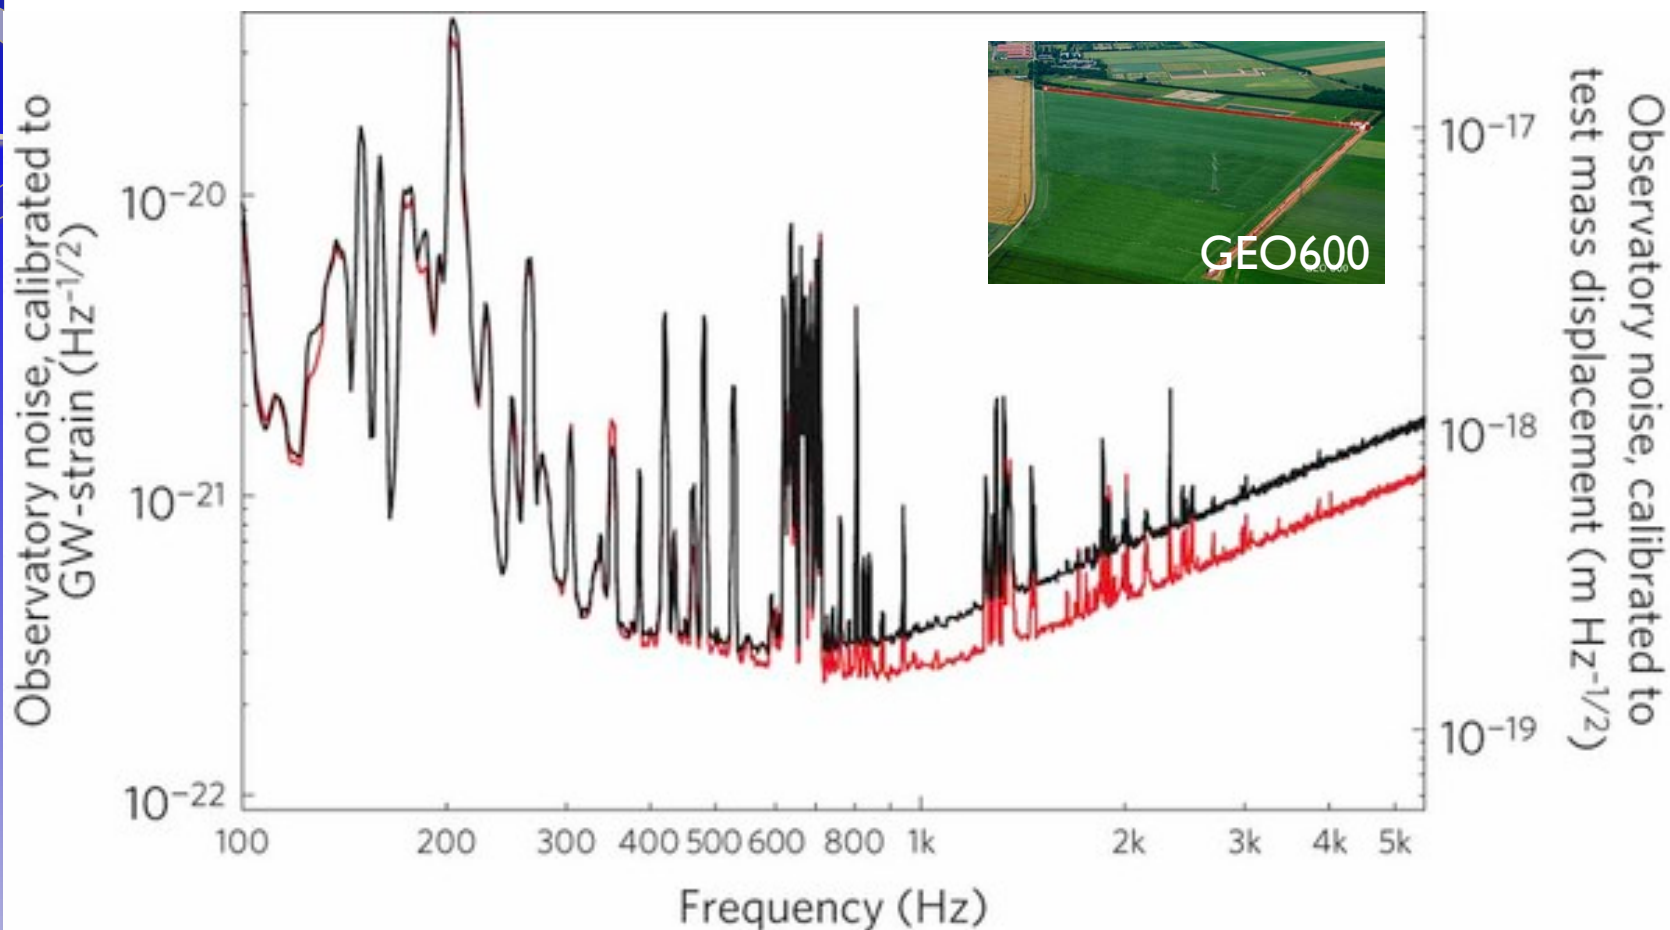 Observatory noise, calibrated to
GW-strain (Hz⁻¹/²)
10⁻²⁰
10⁻²¹
10⁻²²
GEO600
GEO 600
10⁻¹⁷
10⁻¹⁸
10⁻¹⁹
Observatory noise, calibrated to
test mass displacement (m Hz⁻¹/²)
100 200 300 400 500 600 800 1k 2k 3k 4k 5k
Frequency (Hz)